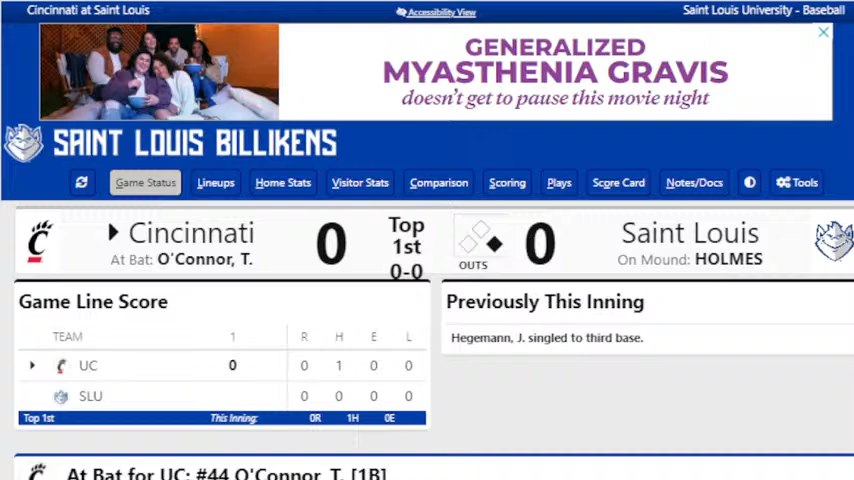 Cincinnati at Saint Louis
Accessibility View
Saint Louis University - Baseball
GENERALIZED
MYASTHENIA GRAVIS
doesn't get to pause this movie night
SAINT LOUIS BILLIKENS
Game Status Lineups Home Stats Visitor Stats Comparison Scoring Plays Score Card Notes/Docs Tools
Cincinnati
At Bat: O'Connor, T.
0
Top
1st
0-0
OUTS
0
Saint Louis
On Mound: HOLMES
Game Line Score
TEAM 1 R H E L
UC 0 0 1 0 0
SLU 0 0 0 0
Top 1st This Inning: 0R 1H 0E
Previously This Inning
Hegemann, J. singled to third base.
At Bat for UC: #44 O'Connor, T. [1B]